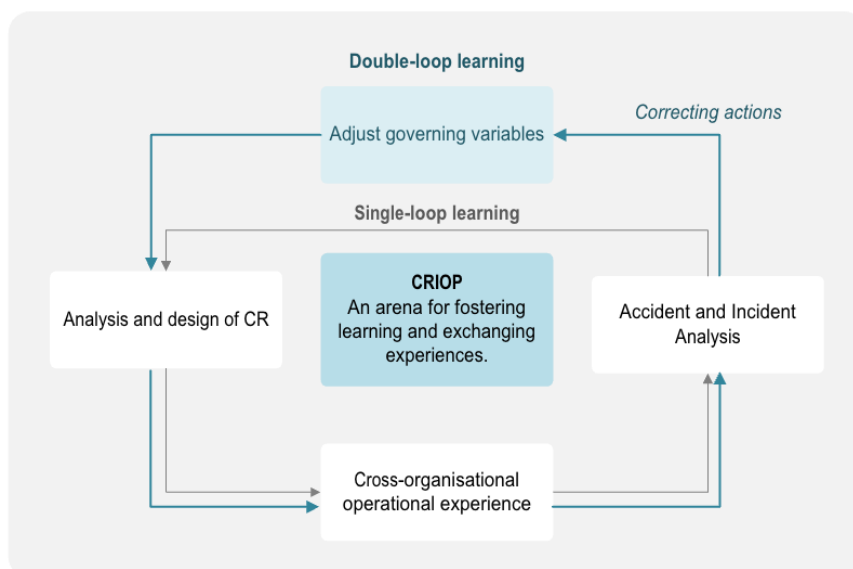 Double-loop learning
Correcting actions
Adjust governing variables
Single-loop learning
CRIOP
An arena for fostering
learning and exchanging
experiences.
Analysis and design of CR
Accident and Incident
Analysis
Cross-organisational
operational experience